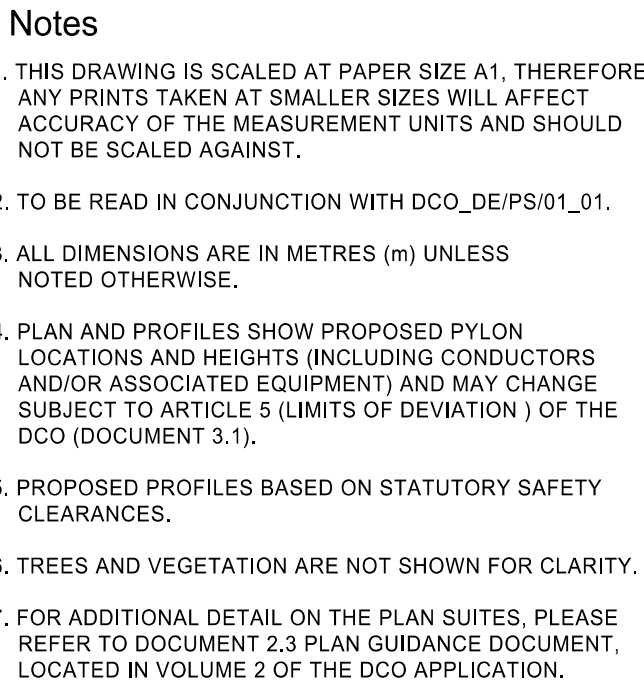 Notes
. THIS DRAWING IS SCALED AT PAPER SIZE A1, THEREFORE
ANY PRINTS TAKEN AT SMALLER SIZES WILL AFFECT
ACCURACY OF THE MEASUREMENT UNITS AND SHOULD
NOT BE SCALED AGAINST.
2. TO BE READ IN CONJUNCTION WITH DCO_DE/PS/01_01.
3. ALL DIMENSIONS ARE IN METRES (m) UNLESS
NOTED OTHERWISE.
4. PLAN AND PROFILES SHOW PROPOSED PYLON
LOCATIONS AND HEIGHTS (INCLUDING CONDUCTORS
AND/OR ASSOCIATED EQUIPMENT) AND MAY CHANGE
SUBJECT TO ARTICLE 5 (LIMITS OF DEVIATION ) OF THE
DCO (DOCUMENT 3.1).
5. PROPOSED PROFILES BASED ON STATUTORY SAFETY
CLEARANCES.
6. TREES AND VEGETATION ARE NOT SHOWN FOR CLARITY.
7. FOR ADDITIONAL DETAIL ON THE PLAN SUITES, PLEASE
REFER TO DOCUMENT 2.3 PLAN GUIDANCE DOCUMENT,
LOCATED IN VOLUME 2 OF THE DCO APPLICATION.